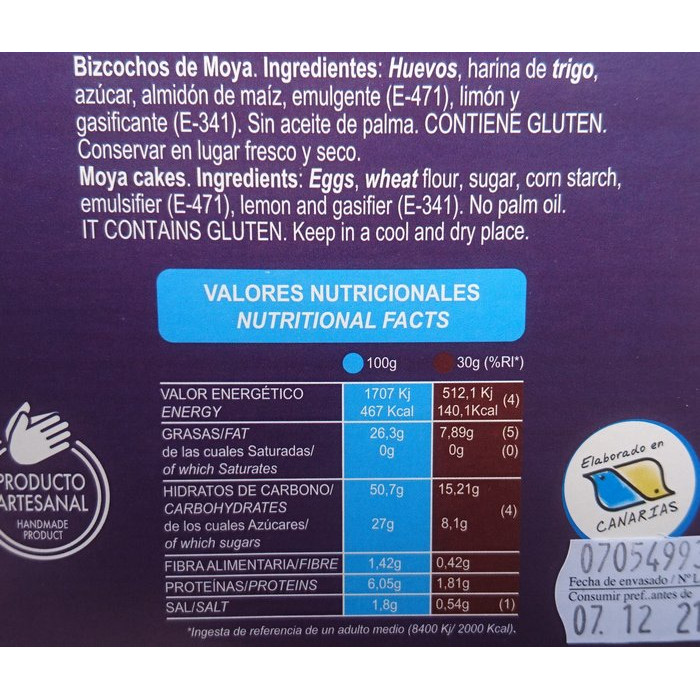 Bizcochos de Moya. Ingredientes: Huevos, harina de trigo,
azúcar, almidón de maíz, emulgente (E-471), limón y
gasificante (E-341). Sin aceite de palma. CONTIENE GLUTEN.
Conservar en lugar fresco y seco.
Moya cakes. Ingredients: Eggs, wheat flour, sugar, corn starch,
emulsifier (E-471), lemon and gasifier (E-341). No palm oil.
IT CONTAINS GLUTEN. Keep in a cool and dry place.
VALORES NUTRICIONALES
NUTRITIONAL FACTS
100g 30g (%RI*)
VALOR ENERGÉTICO 1707 Kj 512,1 Kj (4)
ENERGY 467 Kcal 140,1Kcal
GRASAS/FAT 26,3g 7,89g (5)
de las cuales Saturadas/ 0g 0g (0)
of which Saturates
HIDRATOS DE CARBONO/ 50,7g 15,21g
CARBOHYDRATES (4)
de los cuales Azúcares/ 27g 8,1g
of which sugars
FIBRA ALIMENTARIA/FIBRE 1,42g 0,42g
PROTEÍNAS/PROTEINS 6,05g 1,81g
SAL/SALT 1,8g 0,54g (1)
*Ingesta de referencia de un adulto medio (8400 Kj/ 2000 Kcal).
PRODUCTO
ARTESANAL
HANDMADE
PRODUCT
Elaborado en
CANARIAS
0705499
Fecha de envasado / Nº L
Consumir pref..antes de
07. 12 21